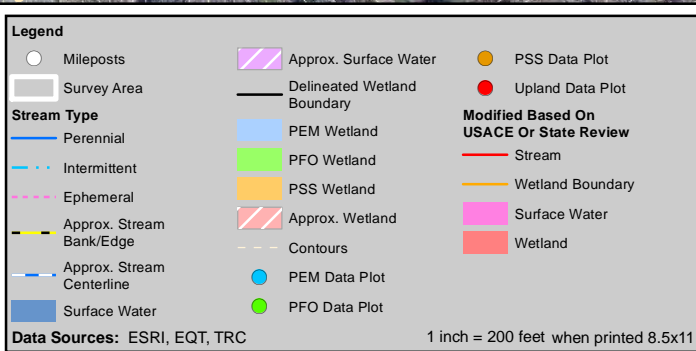 Legend
Mileposts
Survey Area
Stream Type
Perennial
Intermittent
Ephemeral
Approx. Stream
Bank/Edge
Approx. Stream
Centerline
Surface Water
Approx. Surface Water
Delineated Wetland
Boundary
PEM Wetland
PFO Wetland
PSS Wetland
Approx. Wetland
Contours
PEM Data Plot
PFO Data Plot
PSS Data Plot
Upland Data Plot
Modified Based On
USACE Or State Review
Stream
Wetland Boundary
Surface Water
Wetland
Data Sources: ESRI, EQT, TRC
1 inch = 200 feet when printed 8.5x11